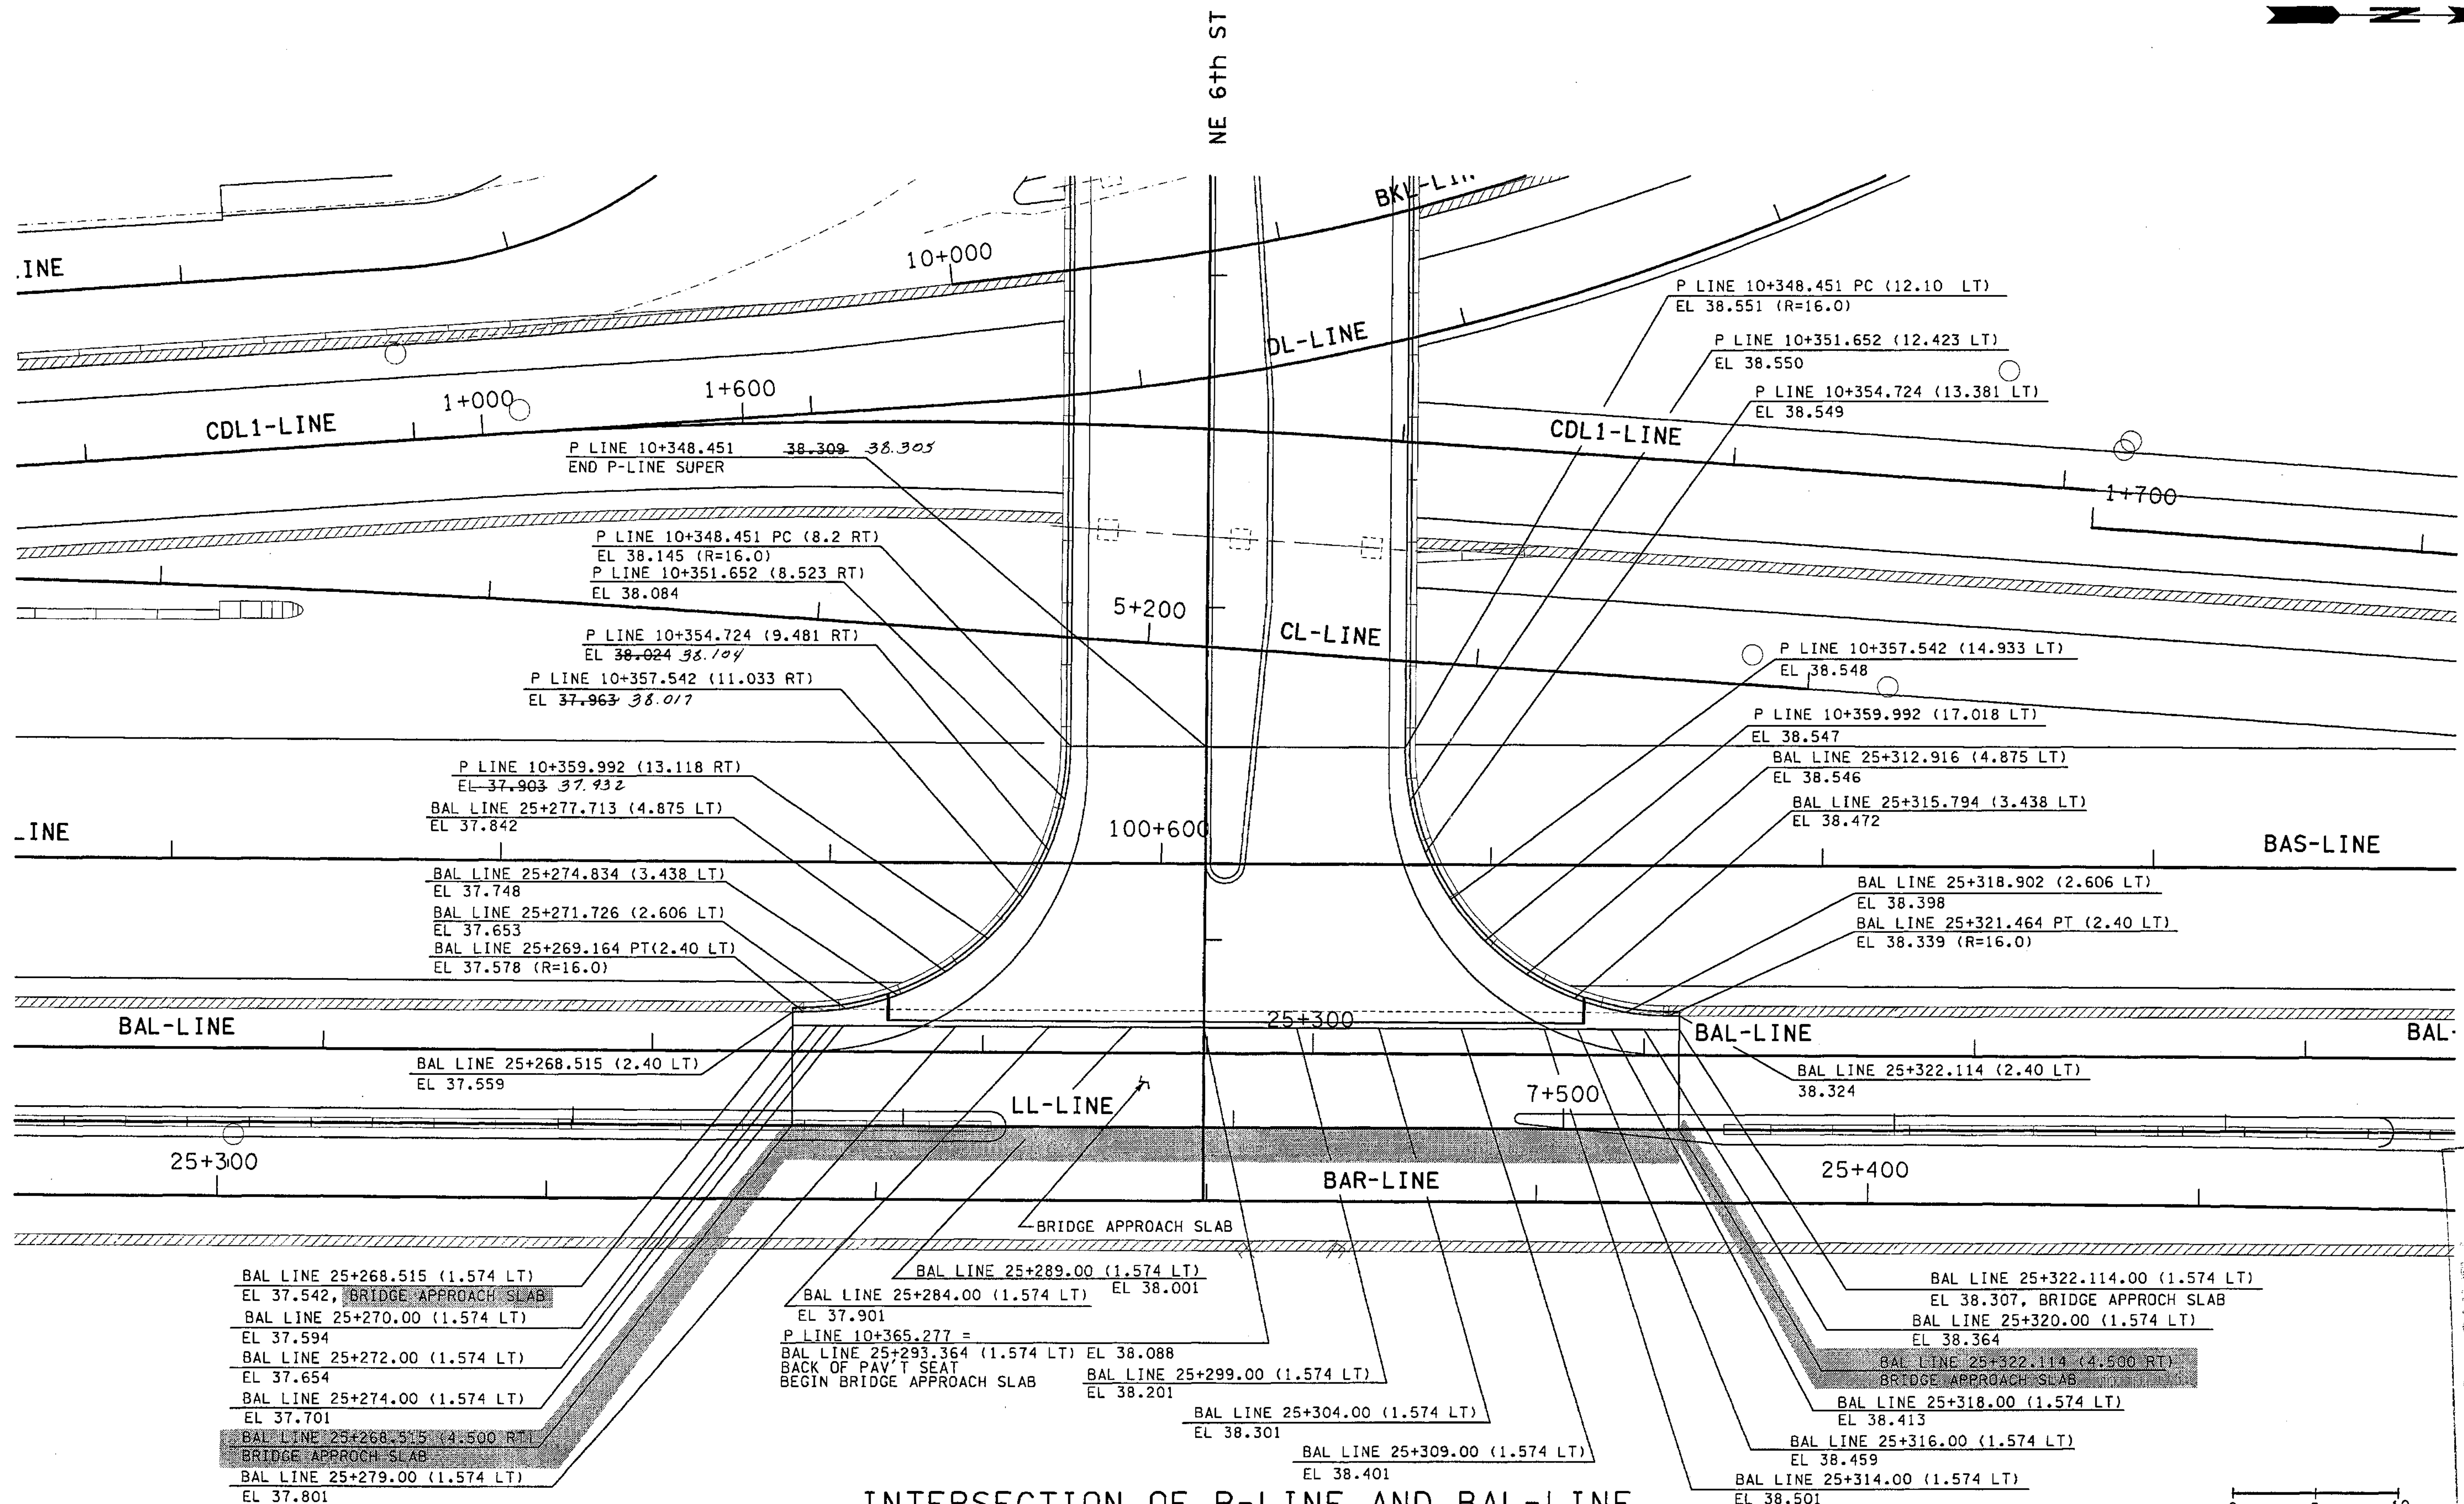 N
NE 6th ST
BKL-LIN
.INE
10+000
DL-LINE
1+600
1+000
CDL1-LINE
P LINE 10+348.451 PC (12.10 LT)
EL 38.551 (R=16.0)
P LINE 10+351.652 (12.423 LT)
EL 38.550
P LINE 10+354.724 (13.381 LT)
EL 38.549
CDL1-LINE
1+700
P LINE 10+348.451 38.309 38.305
END P-LINE SUPER
P LINE 10+348.451 PC (8.2 RT)
EL 38.145 (R=16.0)
P LINE 10+351.652 (8.523 RT)
EL 38.084
5+200
CL-LINE
P LINE 10+354.724 (9.481 RT)
EL 38.024 38.104
P LINE 10+357.542 (11.033 RT)
EL 37.963 38.017
P LINE 10+357.542 (14.933 LT)
EL 38.548
P LINE 10+359.992 (17.018 LT)
EL 38.547
BAL LINE 25+312.916 (4.875 LT)
EL 38.546
BAL LINE 25+315.794 (3.438 LT)
EL 38.472
P LINE 10+359.992 (13.118 RT)
EL 37.903 37.932
BAL LINE 25+277.713 (4.875 LT)
EL 37.842
_INE
100+600
BAS-LINE
BAL LINE 25+274.834 (3.438 LT)
EL 37.748
BAL LINE 25+271.726 (2.606 LT)
EL 37.653
BAL LINE 25+269.164 PT(2.40 LT)
EL 37.578 (R=16.0)
BAL LINE 25+318.902 (2.606 LT)
EL 38.398
BAL LINE 25+321.464 PT (2.40 LT)
EL 38.339 (R=16.0)
BAL-LINE
25+300
BAL-LINE
BAL-
BAL LINE 25+268.515 (2.40 LT)
EL 37.559
BAL LINE 25+322.114 (2.40 LT)
38.324
LL-LINE
7+500
25+300
25+400
BAR-LINE
BRIDGE APPROACH SLAB
BAL LINE 25+268.515 (1.574 LT)
EL 37.542, BRIDGE APPROACH SLAB
BAL LINE 25+270.00 (1.574 LT)
EL 37.594
BAL LINE 25+272.00 (1.574 LT)
EL 37.654
BAL LINE 25+274.00 (1.574 LT)
EL 37.701
BAL LINE 25+268.515 (4.500 RT)
BRIDGE APPROCH SLAB
BAL LINE 25+279.00 (1.574 LT)
EL 37.801
BAL LINE 25+289.00 (1.574 LT)
EL 38.001
BAL LINE 25+284.00 (1.574 LT)
EL 37.901
P LINE 10+365.277 =
BAL LINE 25+293.364 (1.574 LT) EL 38.088
BACK OF PAV'T SEAT
BEGIN BRIDGE APPROACH SLAB
BAL LINE 25+299.00 (1.574 LT)
EL 38.201
BAL LINE 25+304.00 (1.574 LT)
EL 38.301
BAL LINE 25+309.00 (1.574 LT)
EL 38.401
BAL LINE 25+322.114.00 (1.574 LT)
EL 38.307, BRIDGE APPROCH SLAB
BAL LINE 25+320.00 (1.574 LT)
EL 38.364
BAL LINE 25+322.114 (4.500 RT)
BRIDGE APPROACH SLAB
BAL LINE 25+318.00 (1.574 LT)
EL 38.413
BAL LINE 25+316.00 (1.574 LT)
EL 38.459
BAL LINE 25+314.00 (1.574 LT)
EL 38.501
INTERSECTION OF P-LINE AND BAL-LINE